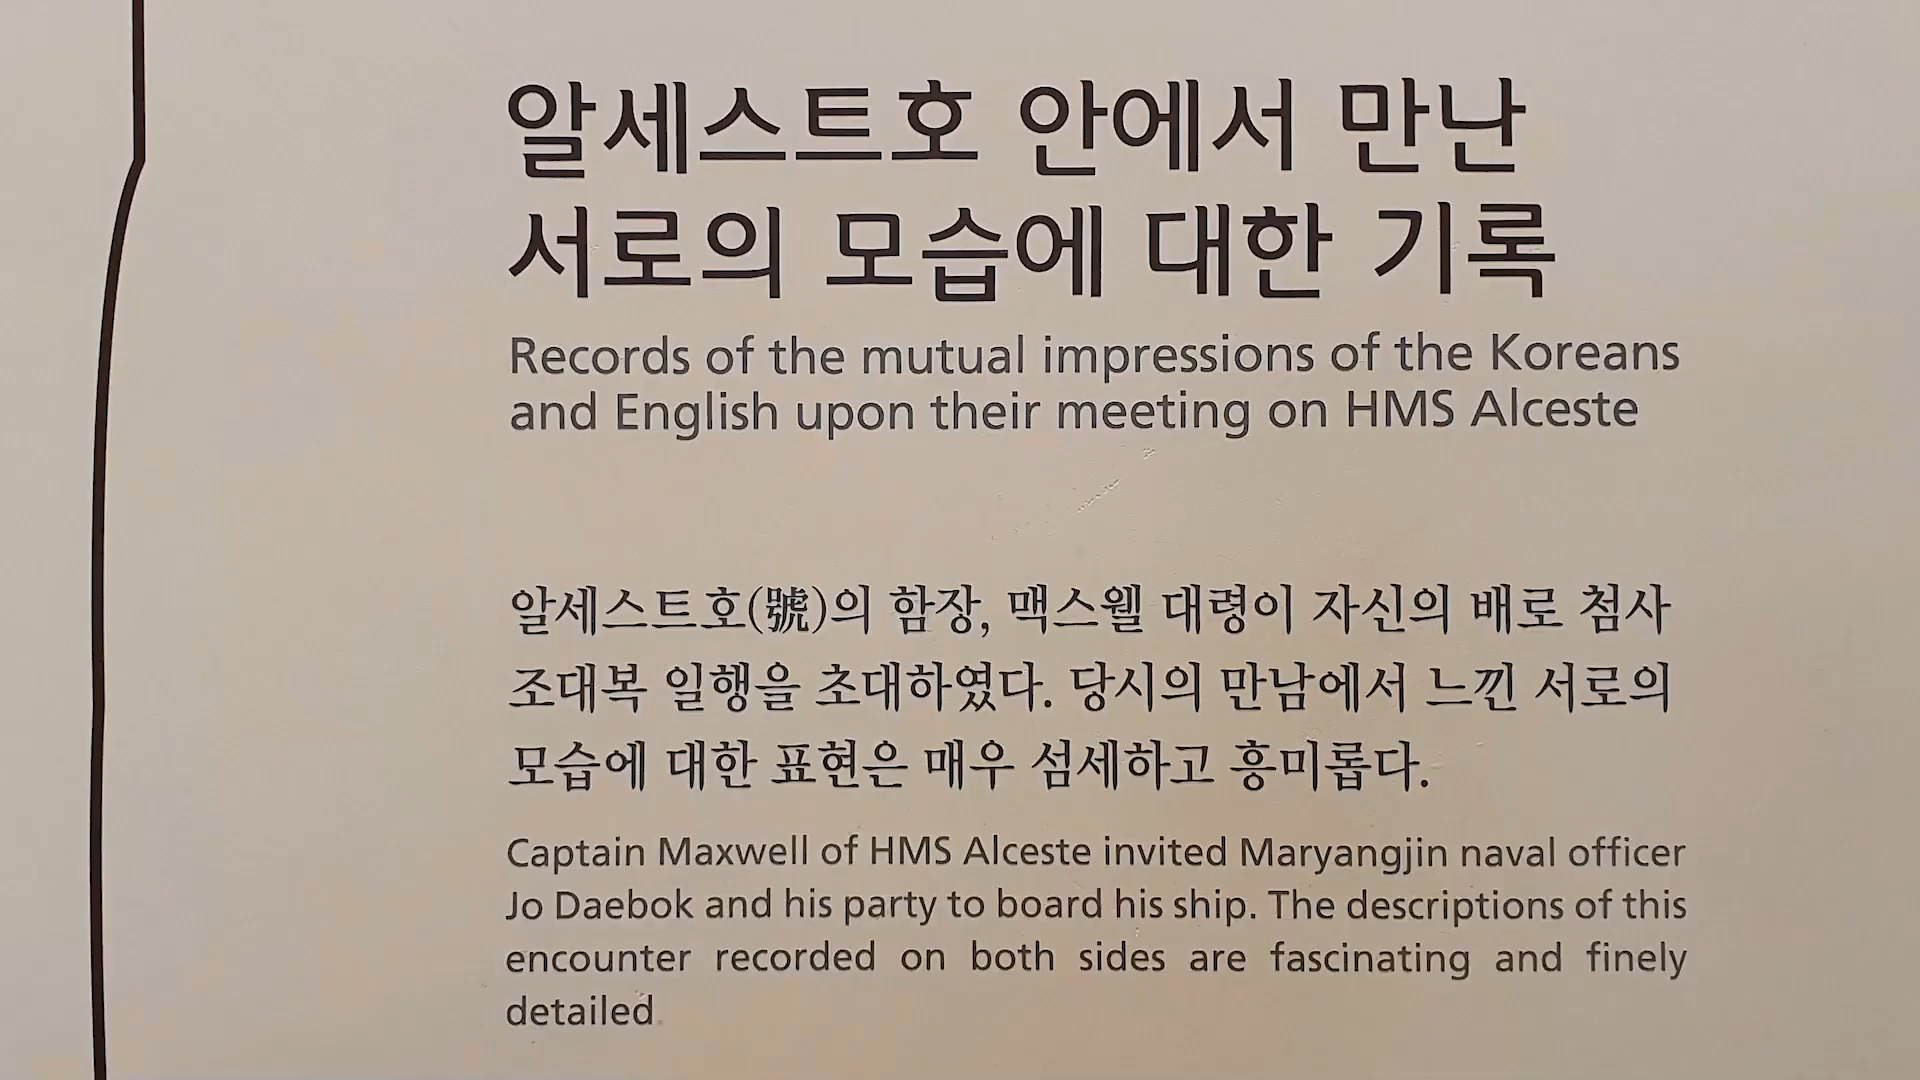 알세스트호 안에서 만난
서로의 모습에 대한 기록
Records of the mutual impressions of the Koreans
and English upon their meeting on HMS Alceste
알세스트호(號)의 함장, 맥스웰 대령이 자신의 배로 첨사
조대복 일행을 초대하였다. 당시의 만남에서 느낀 서로의
모습에 대한 표현은 매우 섬세하고 흥미롭다.
Captain Maxwell of HMS Alceste invited Maryangjin naval officer
Jo Daebok and his party to board his ship. The descriptions of this
encounter recorded on both sides are fascinating and finely
detailed.